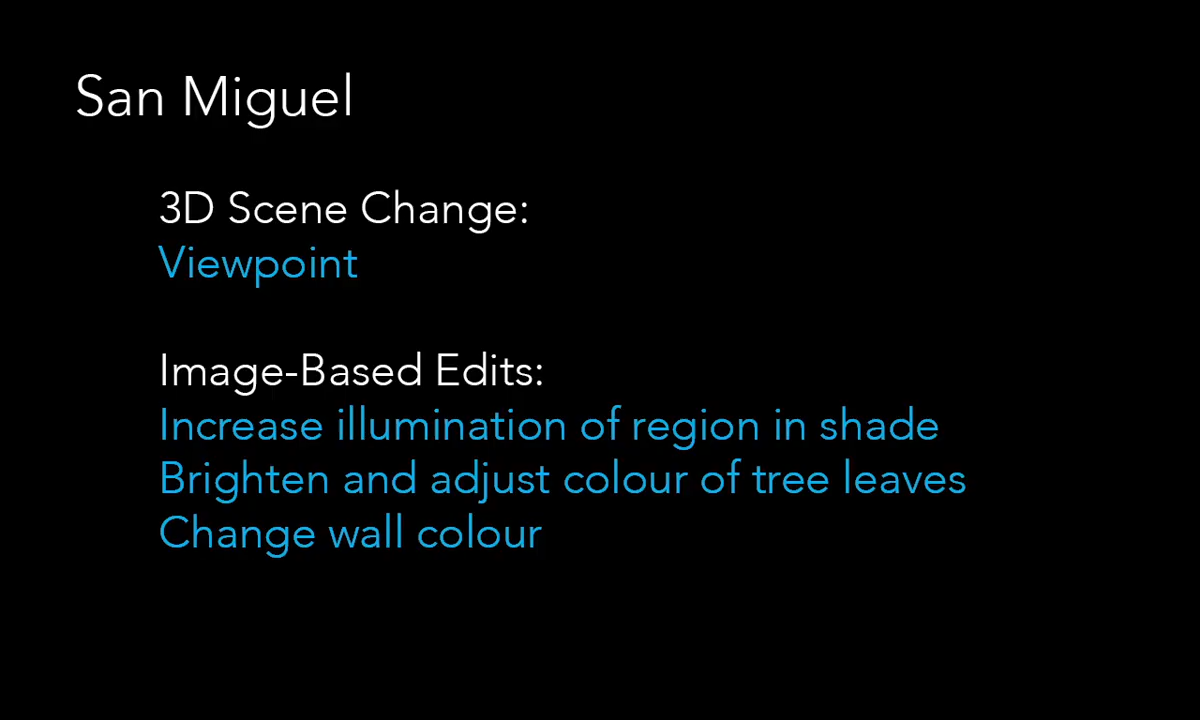 San Miguel
3D Scene Change:
Viewpoint
Image-Based Edits:
Increase illumination of region in shade
Brighten and adjust colour of tree leaves
Change wall colour